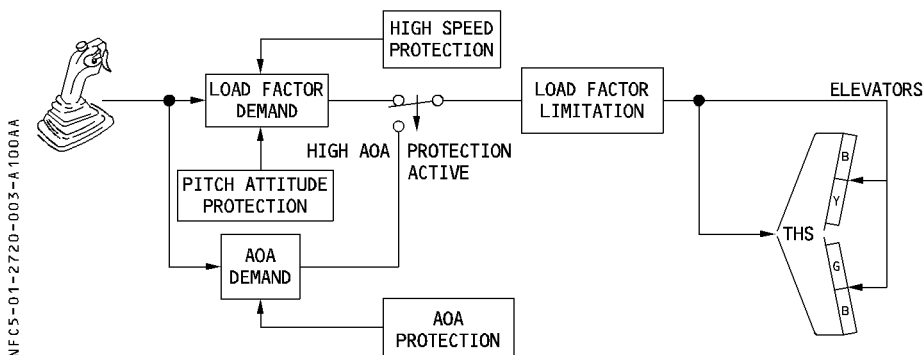 HIGH SPEED
PROTECTION
LOAD FACTOR
DEMAND
LOAD FACTOR
LIMITATION
ELEVATORS
HIGH AOA
PROTECTION
ACTIVE
PITCH ATTITUDE
PROTECTION
B
Y
THS
AOA
DEMAND
G
B
AOA
PROTECTION
NFC5-01-2720-003-A100AA